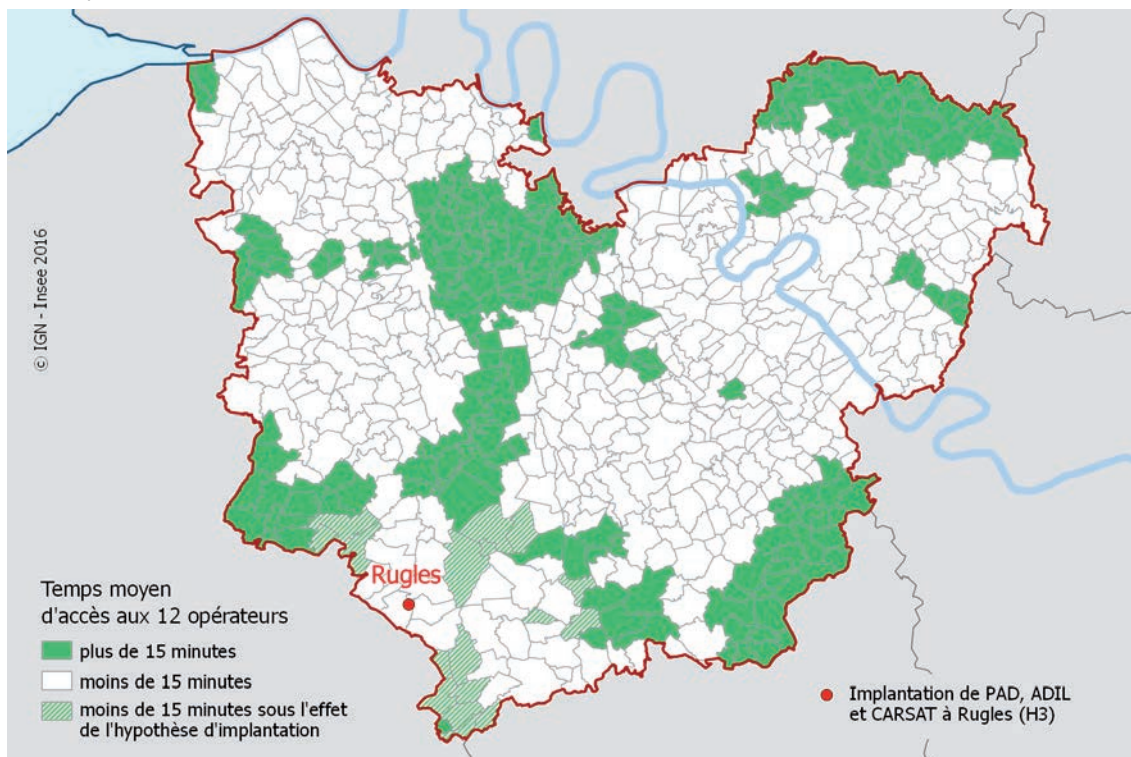 © IGN - Insee 2016
Rugles
Temps moyen
d'accès aux 12 opérateurs
plus de 15 minutes
moins de 15 minutes
moins de 15 minutes sous l'effet
de l'hypothèse d'implantation
Implantation de PAD, ADIL
et CARSAT à Rugles (H3)